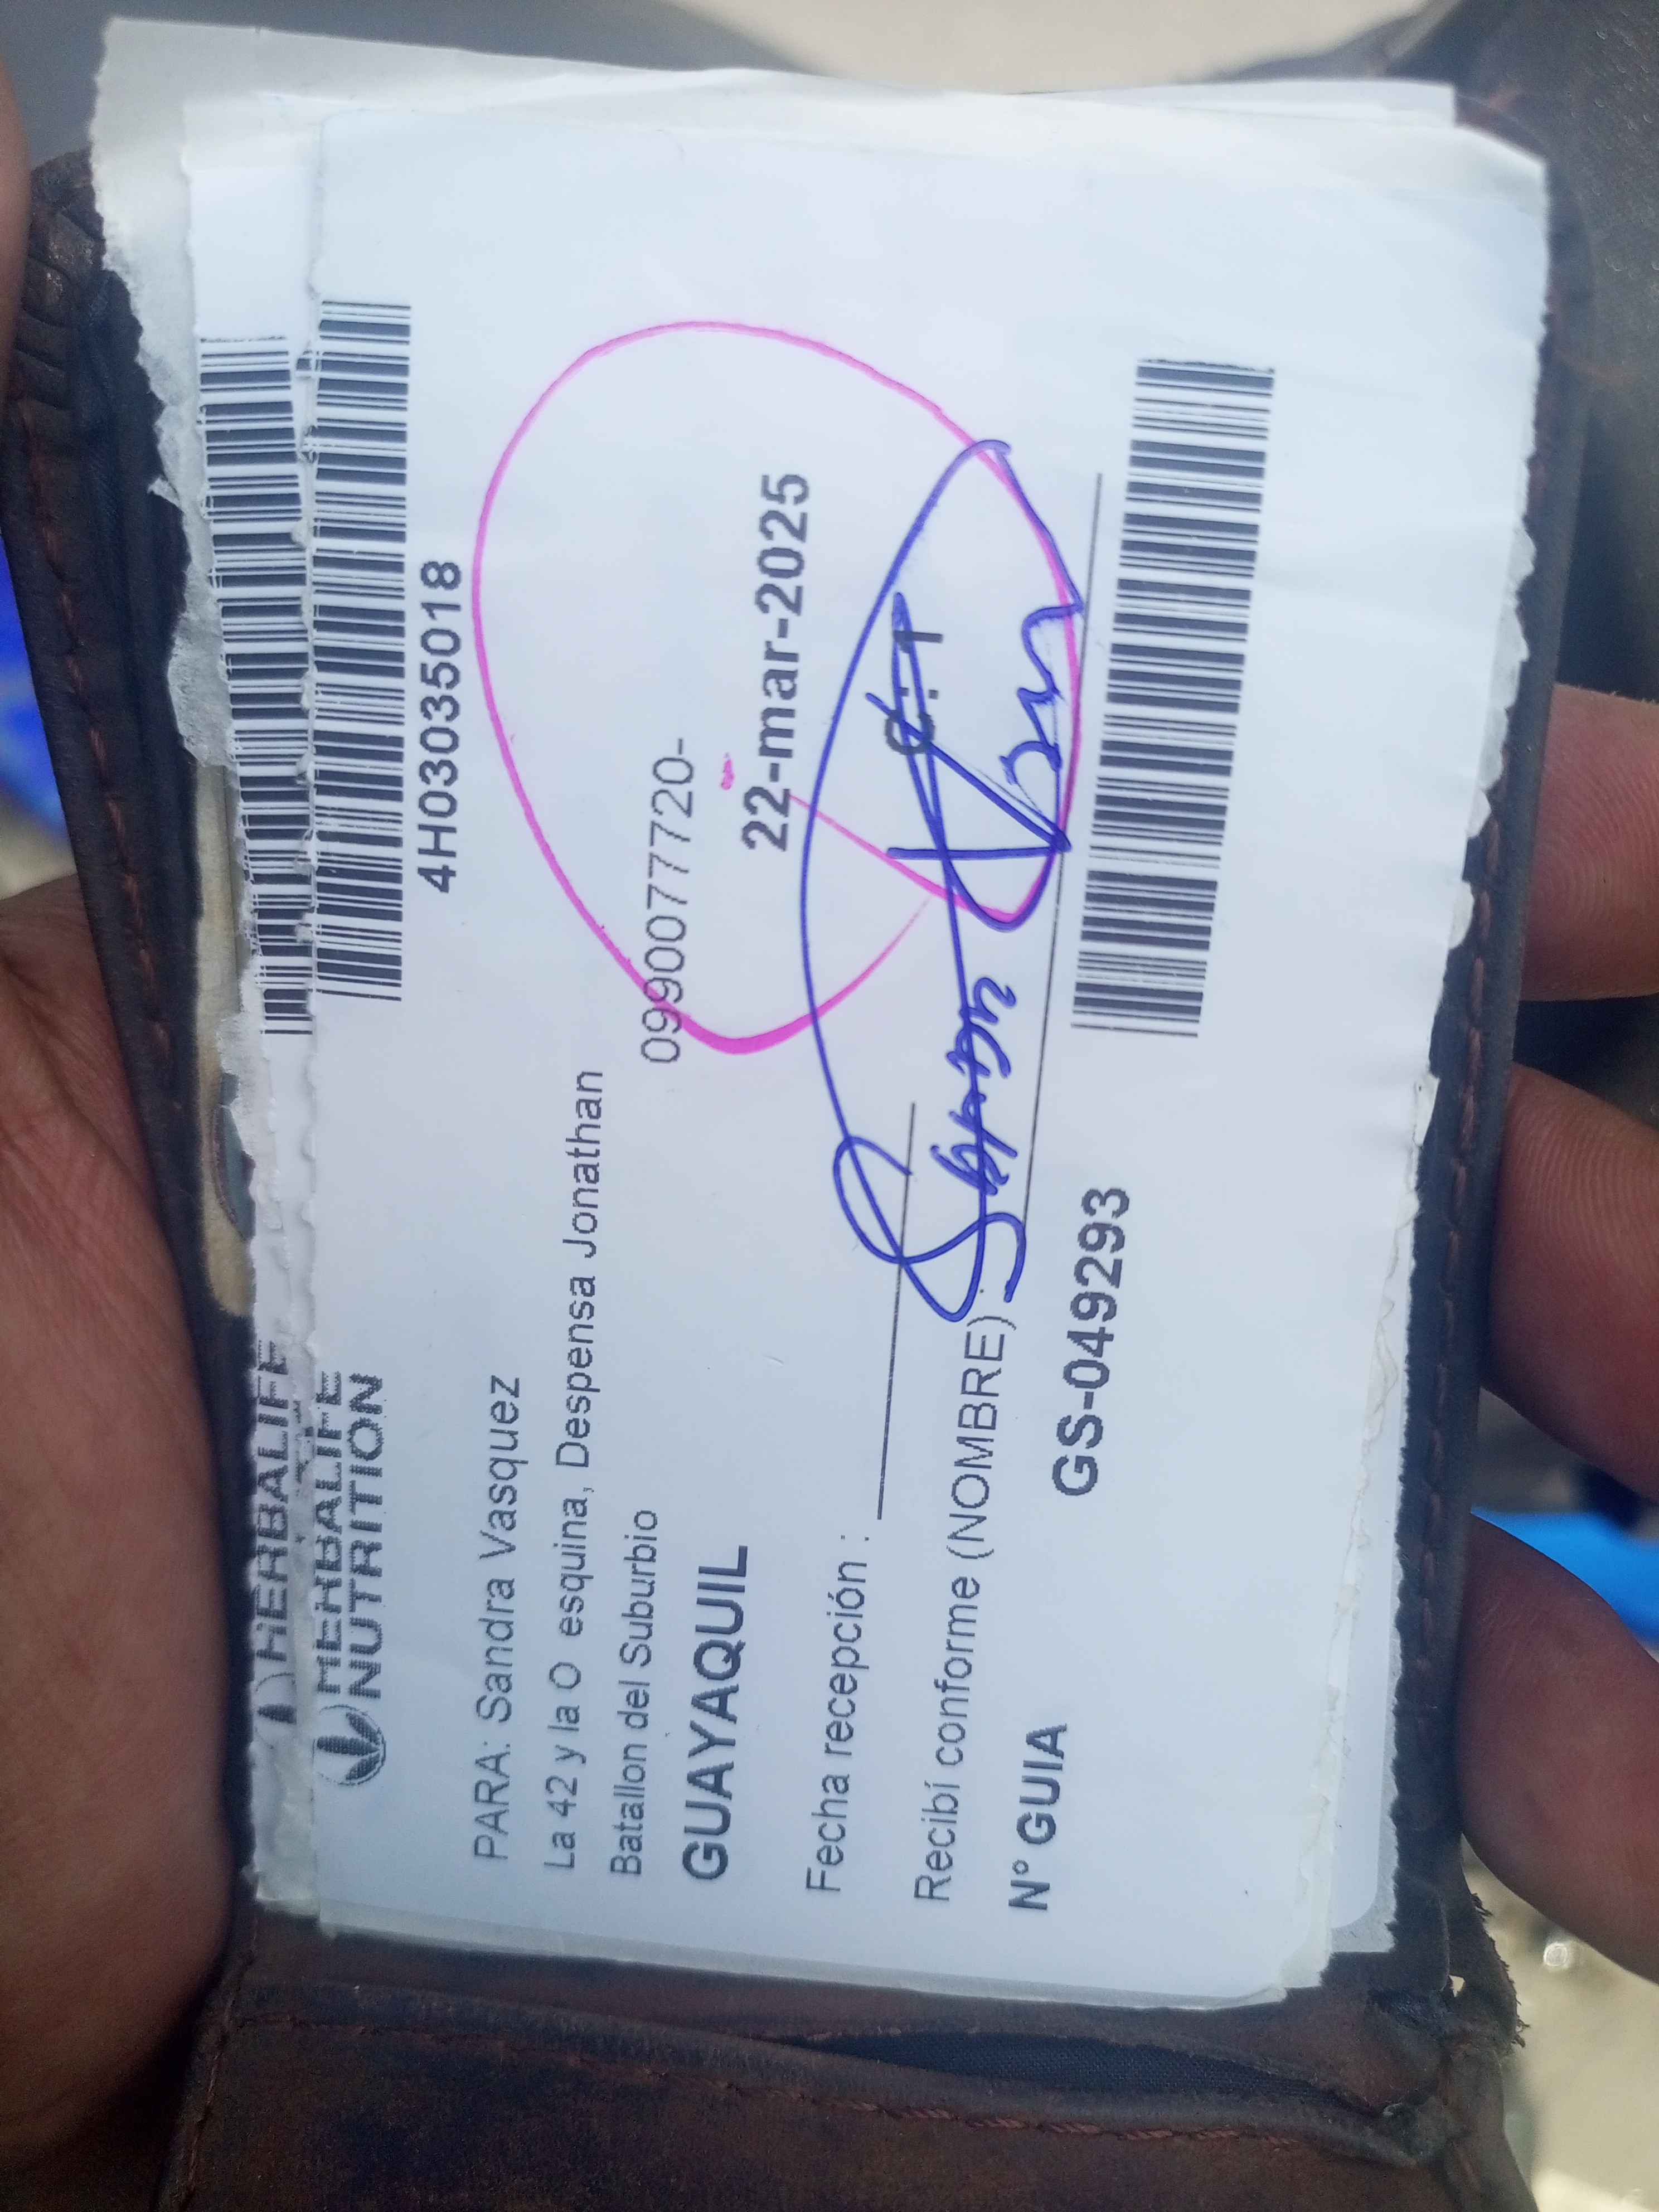 HERBALIFE
HERBALIFE
NUTRITION
4H03035018
PARA: Sandra Vasquez
La 42 y la O esquina, Despensa Jonathan
Batallon del Suburbio
0990077720-
GUAYAQUIL
22-mar-2025
Fecha recepción :
C.I.
Recibí conforme (NOMBRE)
N° GUIA
GS-049293